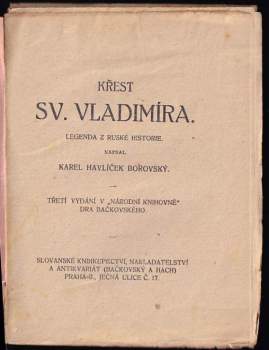 KŘEST
SV. VLADIMÍRA.
LEGENDA Z RUSKÉ HISTORIE.
NAPSAL
KAREL HAVLÍČEK BOROVSKÝ.
TŘETÍ VYDÁNÍ V „NÁRODNÍ KNIHOVNĚ“
DRA BAČKOVSKÉHO.
SLOVANSKÉ KNIHKUPECTVÍ, NAKLADATELSTVÍ
A ANTIKVARIÁT (BAČKOVSKÝ A HACH)
PRAHA-II., JEČNÁ ULICE Č. 17.